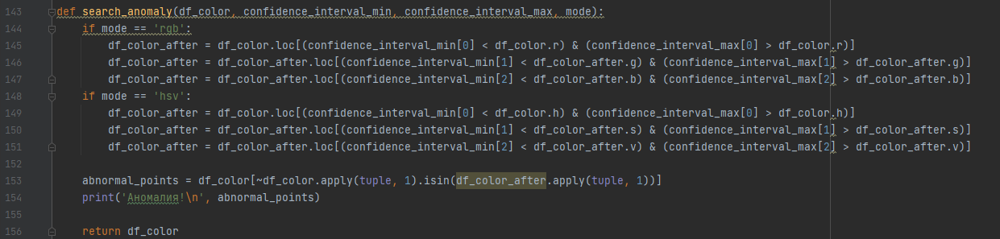 143 def search_anomaly(df_color, confidence_interval_min, confidence_interval_max, mode):
144     if mode == 'rgb':
145         df_color_after = df_color.loc[(confidence_interval_min[0] < df_color.r) & (confidence_interval_max[0] > df_color.r)]
146         df_color_after = df_color_after.loc[(confidence_interval_min[1] < df_color_after.g) & (confidence_interval_max[1] > df_color_after.g)]
147         df_color_after = df_color_after.loc[(confidence_interval_min[2] < df_color_after.b) & (confidence_interval_max[2] > df_color_after.b)]
148     if mode == 'hsv':
149         df_color_after = df_color.loc[(confidence_interval_min[0] < df_color.h) & (confidence_interval_max[0] > df_color.h)]
150         df_color_after = df_color_after.loc[(confidence_interval_min[1] < df_color_after.s) & (confidence_interval_max[1] > df_color_after.s)]
151         df_color_after = df_color_after.loc[(confidence_interval_min[2] < df_color_after.v) & (confidence_interval_max[2] > df_color_after.v)]
152
153     abnormal_points = df_color[~df_color.apply(tuple, 1).isin(df_color_after.apply(tuple, 1))]
154     print('Аномалия!\n', abnormal_points)
155
156     return df_color